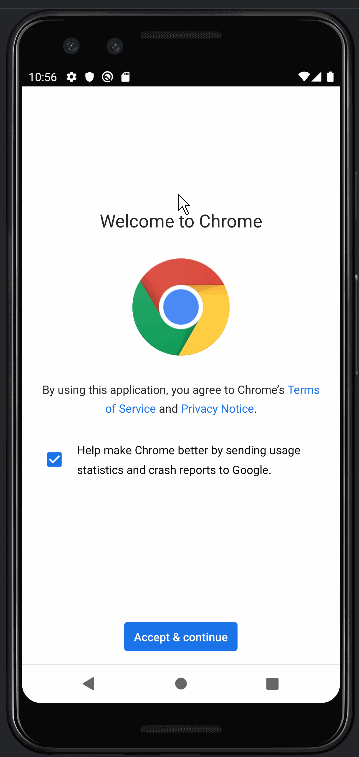 10:56
Welcome to Chrome
By using this application, you agree to Chrome's Terms
of Service and Privacy Notice.
Help make Chrome better by sending usage
statistics and crash reports to Google.
Accept & continue